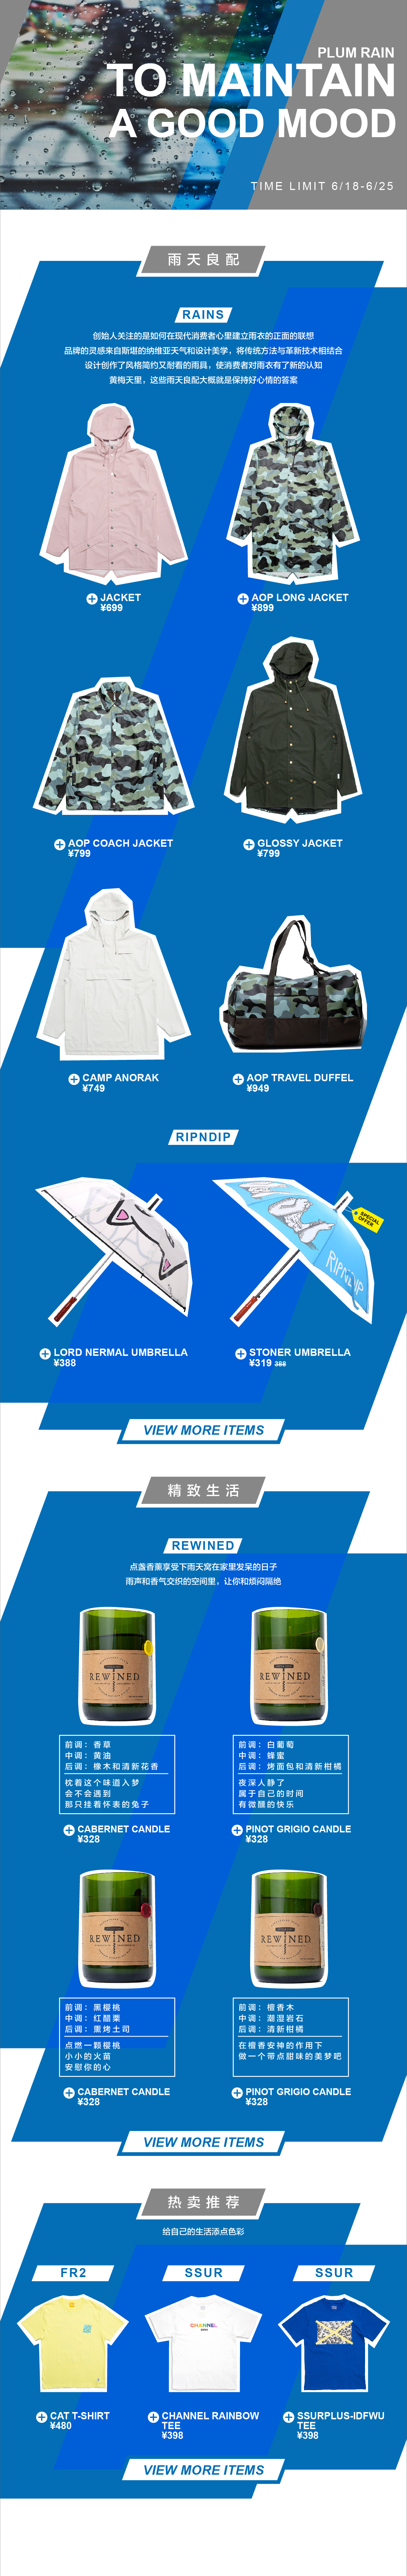 PLUM RAIN
TO MAINTAIN
A GOOD MOOD
TIME LIMIT 6/18-6/25
雨天良配
RAINS
创始人关注的是如何在现代消费者心里建立雨衣的正面的联想
品牌的灵感来自斯堪的纳维亚天气和设计美学，将传统方法与革新技术相结合
设计创作了风格简约又耐看的雨具，使消费者对雨衣有了新的认知
黄梅天里，这些雨天良配大概就是保持好心情的答案
JACKET
¥699
AOP LONG JACKET
¥899
AOP COACH JACKET
¥799
GLOSSY JACKET
¥799
CAMP ANORAK
¥749
AOP TRAVEL DUFFEL
¥949
RIPNDIP
SPECIAL
OFFER
RIPNDIP
LORD NERMAL UMBRELLA
¥388
STONER UMBRELLA
¥319 388
VIEW MORE ITEMS
精致生活
REWINED
点盏香薰享受下雨天窝在家里发呆的日子
雨声和香气交织的空间里，让你和烦闷隔绝
REWINED
REWINED
前调：香草
中调：黄油
后调：橡木和清新花香
枕着这个味道入梦
会不会遇到
那只挂着怀表的兔子
CABERNET CANDLE
¥328
前调：白葡萄
中调：蜂蜜
后调：烤面包和清新柑橘
夜深人静了
属于自己的时间
有微醺的快乐
PINOT GRIGIO CANDLE
¥328
REWINED
REWINED
前调：黑樱桃
中调：红醋栗
后调：熏烤土司
点燃一颗樱桃
小小的火苗
安慰你的心
CABERNET CANDLE
¥328
前调：檀香木
中调：潮湿岩石
后调：清新柑橘
在檀香安神的作用下
做一个带点甜味的美梦吧
PINOT GRIGIO CANDLE
¥328
VIEW MORE ITEMS
热卖推荐
给自己的生活添点色彩
FR2
SSUR
SSUR
CHANNEL
CAT T-SHIRT
¥480
CHANNEL RAINBOW
TEE
¥398
SSURPLUS-IDFWU
TEE
¥398
VIEW MORE ITEMS